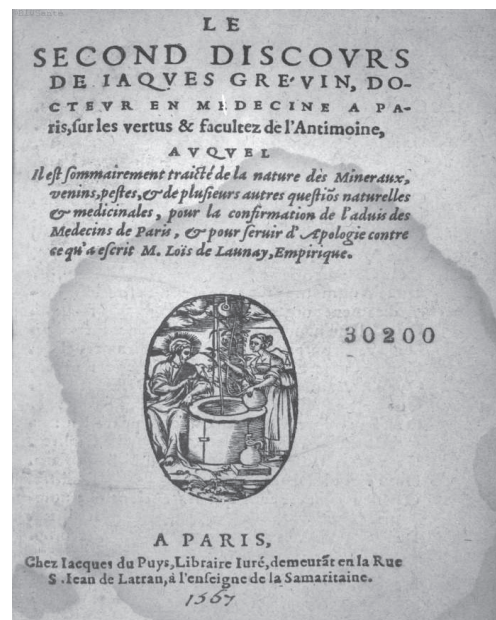 LE
SECOND DISCOVRS
DE IAQVES GRE'VIN, DO-
CTEVR EN MEDECINE A PA-
ris, ſur les vertus & facultez de l'Antimoine,
AVQVEL
Il eſt ſommairement traicté de la nature des Mineraux,
venins, peſtes, & de pluſieurs autres queſtiõs naturelles
& medicinales, pour la confirmation de l'aduis des
Medecins de Paris, & pour ſeruir d'Apologie contre
ce qu'a eſcrit M. Loïs de Launay, Empirique.
30200
A PARIS,
Chez Iacques du Puys, Libraire Iuré, demeurãt en la Rue
S. Iean de Latran, à l'enſeigne de la Samaritaine.
1567